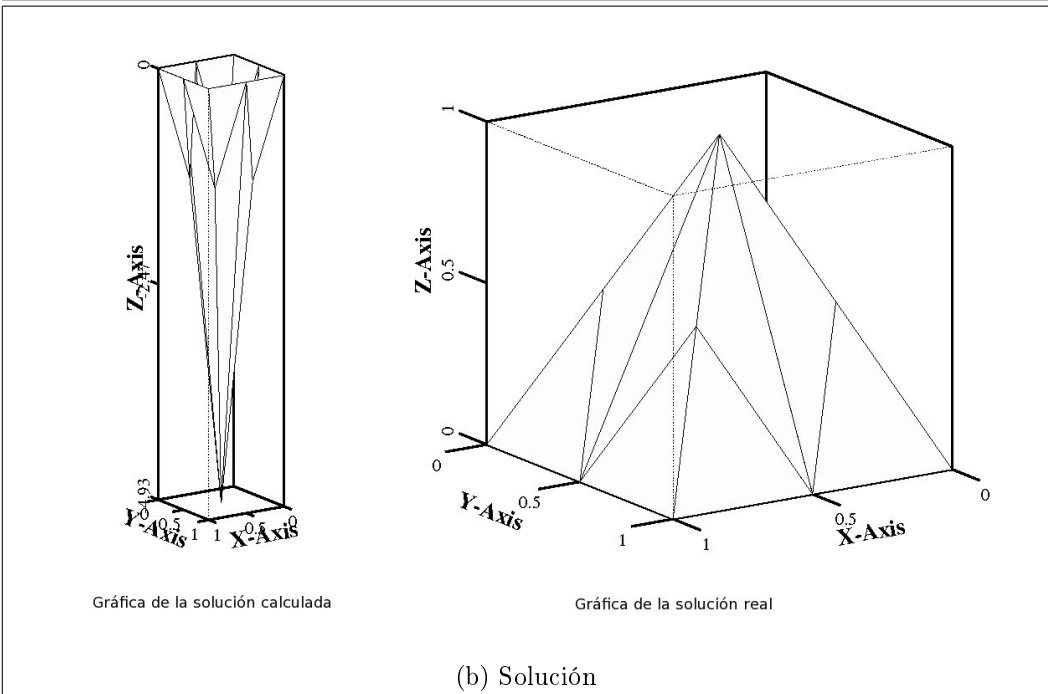 0
Z-Axis
0
0.5
1
Y-Axis
1
0.5
0
X-Axis
1
Z-Axis
0.5
0
0
0.5
1
Y-Axis
1
0.5
0
X-Axis
Gráfica de la solución calculada
Gráfica de la solución real
(b) Solución